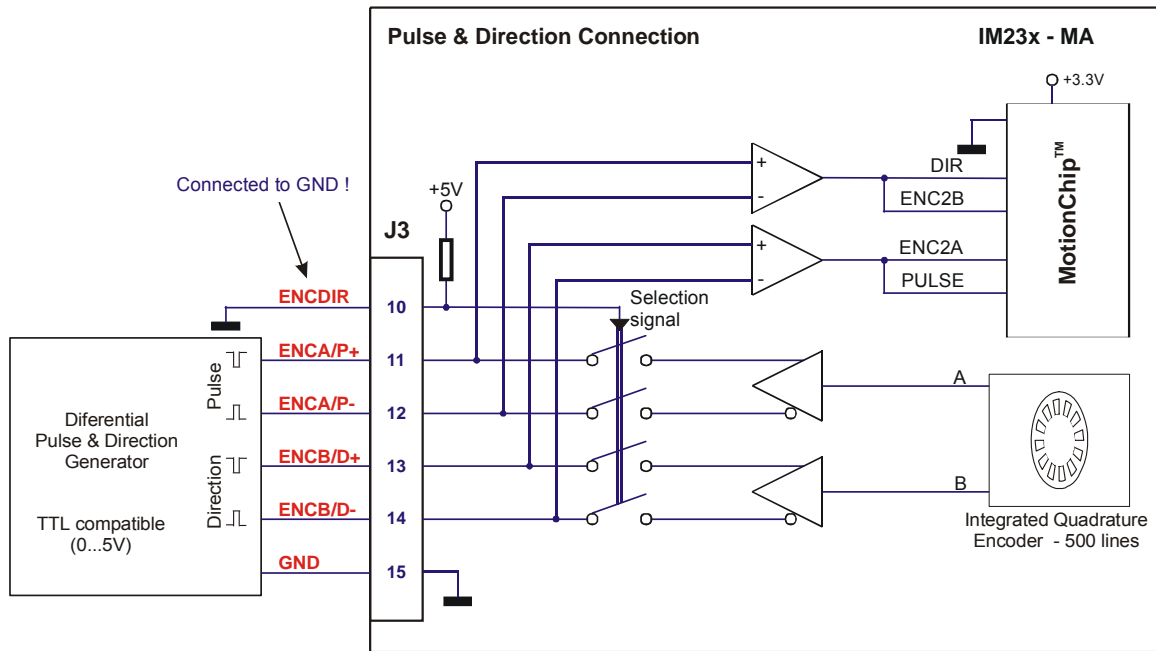 Pulse & Direction Connection
IM23x - MA
+3.3V
Connected to GND !
+5V
J3
+
-
DIR
ENC2B
+
-
ENC2A
PULSE
MotionChip™
ENCDIR
10
Selection
signal
ENCA/P+
11
Pulse
ENCA/P-
12
A
Diferential
Pulse & Direction
Generator
ENCB/D+
13
Direction
ENCB/D-
14
B
TTL compatible
(0...5V)
Integrated Quadrature
Encoder - 500 lines
GND
15